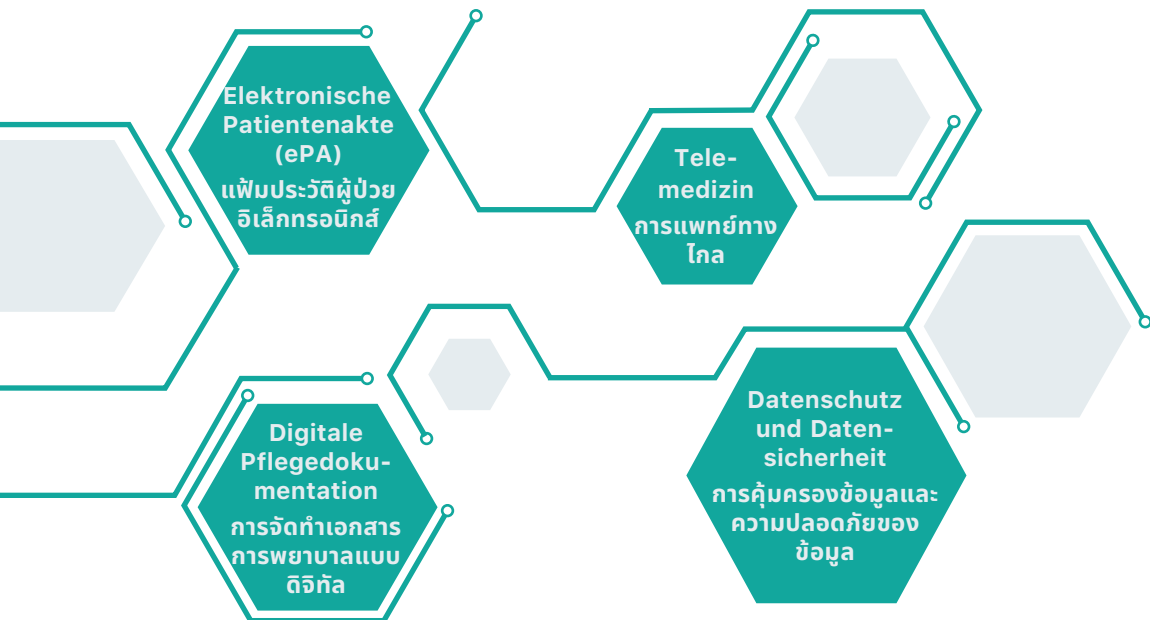 Elektronische
Patientenakte
(ePA)
แฟ้มประวัติผู้ป่วย
อิเล็กทรอนิกส์
Tele-
medizin
การแพทย์ทาง
ไกล
Digitale
Pflegedoku-
mentation
การจัดทำเอกสาร
การพยาบาลแบบ
ดิจิทัล
Datenschutz
und Daten-
sicherheit
การคุ้มครองข้อมูลและ
ความปลอดภัยของ
ข้อมูล